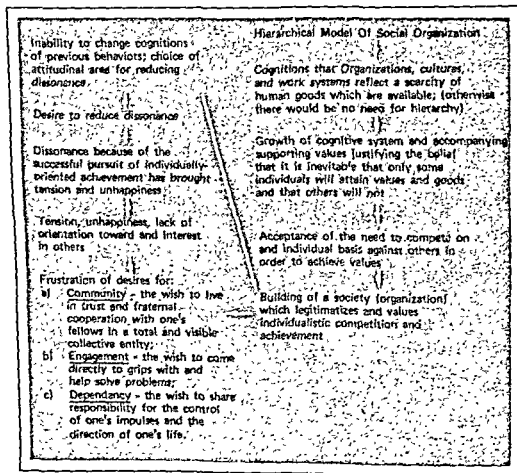 Inability to change cognitions
of previous behaviors; choice of
attitudinal area for reducing
dissonance
Desire to reduce dissonance
Dissonance because of the
successful pursuit of individually-
oriented achievement has brought
tension and unhappiness
Tension, unhappiness, lack of
orientation toward and interest
in others
Frustration of desires for:
a) Community - the wish to live
in trust and fraternal
cooperation with one's
fellows in a total and visible
collective entity;
b) Engagement - the wish to come
directly to grips with and
help solve problems;
c) Dependancy - the wish to share
responsibility for the control
of one's impulses and the
direction of one's life.
Hierarchical Model Of Social Organization
Cognitions that Organizations, cultures,
and work systems reflect a scarcity of
human goods which are available; (otherwise
there would be no need for hierarchy)
Growth of cognitive system and accompanying
supporting values justifying the belief
that it is inevitable that only some
individuals will attain values and goods
and that others will not
Acceptance of the need to compete on
and individual basis against others in
order to achieve values
Building of a society (organization)
which legitimatizes and values
individualistic competition and
achievement